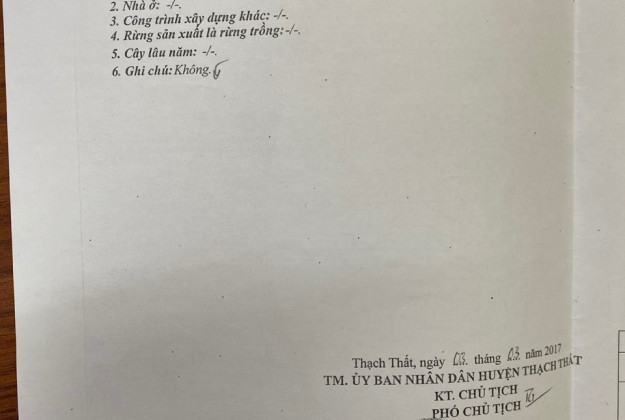 2. Nhà ở: -/-.
3. Công trình xây dựng khác: -/-.
4. Rừng sản xuất là rừng trồng: -/-.
5. Cây lâu năm: -/-.
6. Ghi chú: Không.
Thạch Thất, ngày 03 tháng 03 năm 2017
TM. ỦY BAN NHÂN DÂN HUYỆN THẠCH THẤT
KT. CHỦ TỊCH
PHÓ CHỦ TỊCH